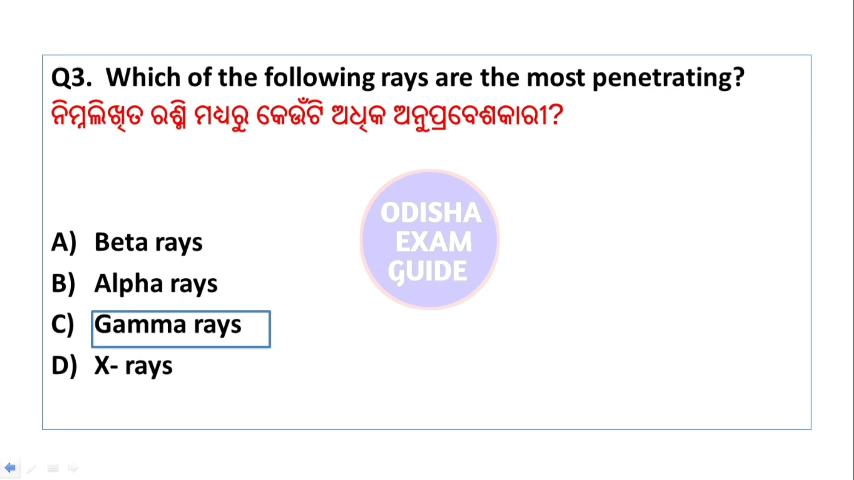 Q3. Which of the following rays are the most penetrating?
ନିମ୍ନଲିଖିତ ରଶ୍ମି ମଧ୍ୟରୁ କେଉଁଟି ଅଧିକ ଅନୁପ୍ରବେଶକାରୀ?
ODISHA
EXAM
GUIDE
A) Beta rays
B) Alpha rays
C) Gamma rays
D) X- rays